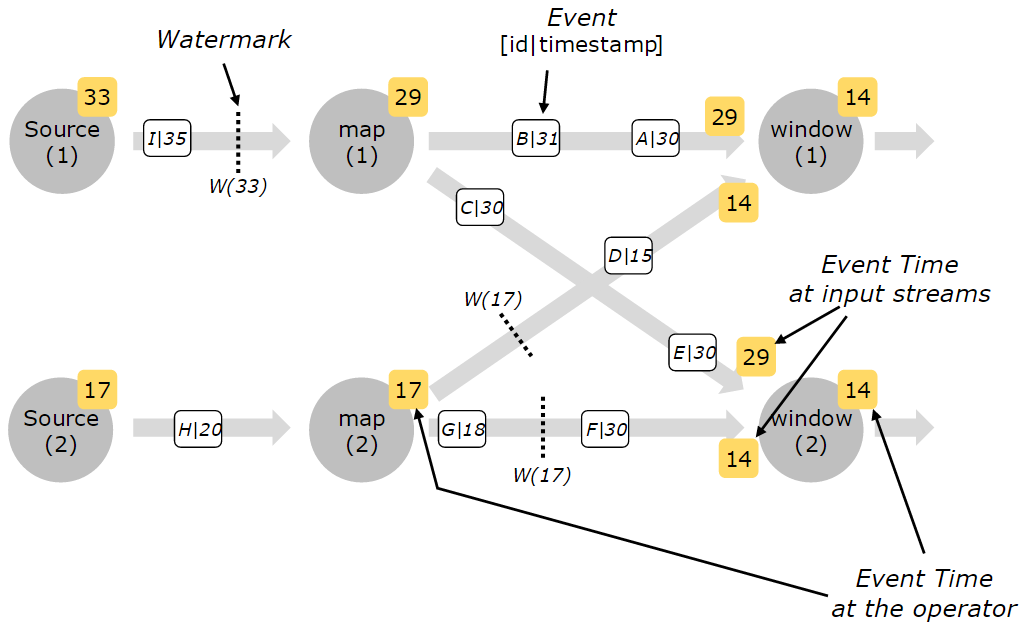 Event
[id|timestamp]
Watermark
33
29
29
14
Source
(1)
I|35
W(33)
map
(1)
B|31
A|30
window
(1)
C|30
14
D|15
Event Time
at input streams
W(17)
E|30
29
17
17
14
Source
(2)
H|20
map
(2)
G|18
F|30
W(17)
14
window
(2)
Event Time
at the operator